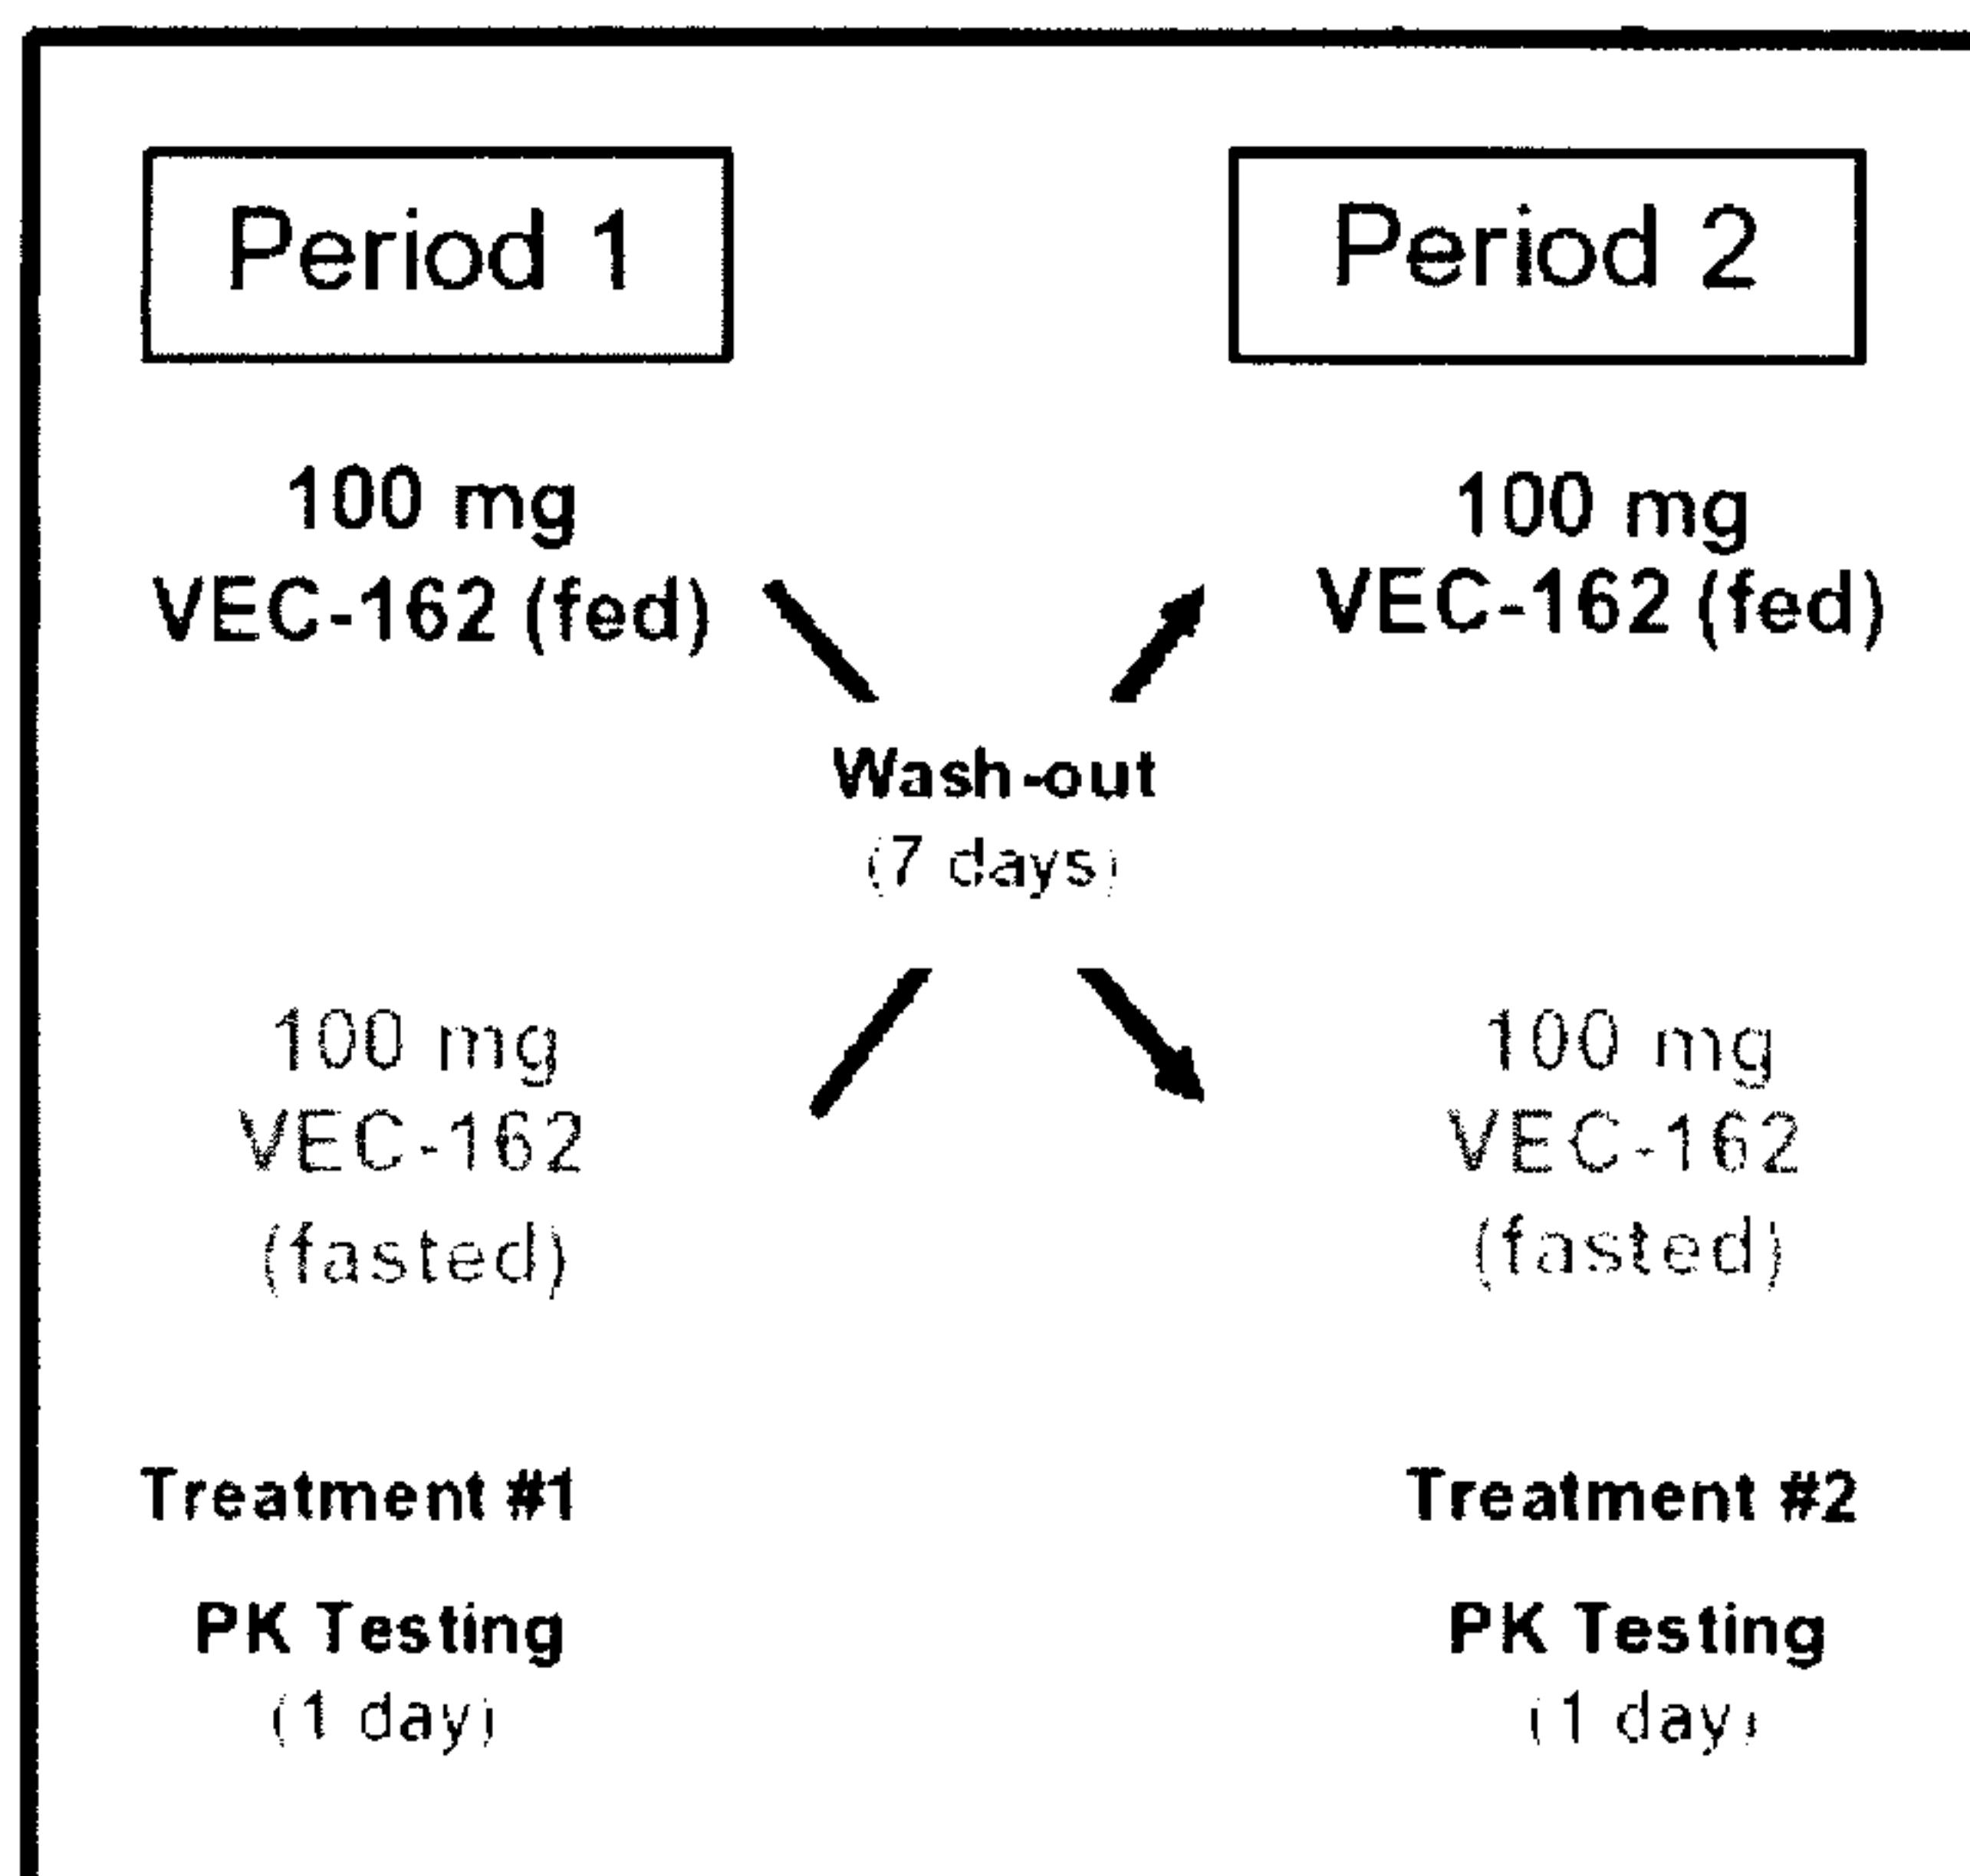 Period 1
Period 2
100 mg
VEC-162 (fed)
100 mg
VEC-162 (fed)
Wash-out
(7 days)
100 mg
VEC-162
(fasted)
100 mg
VEC-162
(fasted)
Treatment #1
Treatment #2
PK Testing
(1 day)
PK Testing
(1 day)